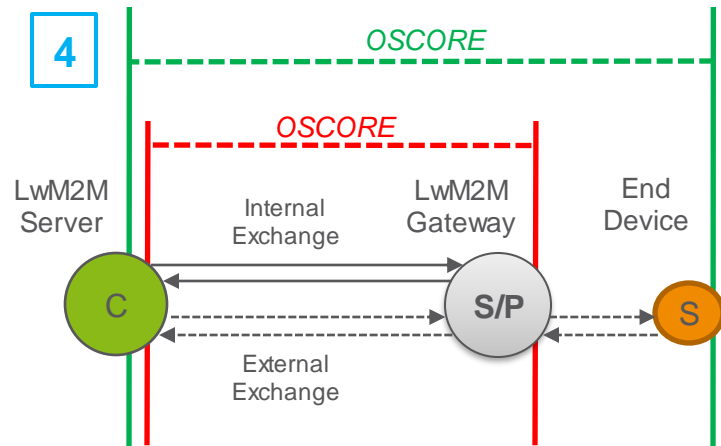 4
OSCORE
OSCORE
LwM2M
Server
Internal
Exchange
LwM2M
Gateway
End
Device
C
S/P
S
External
Exchange